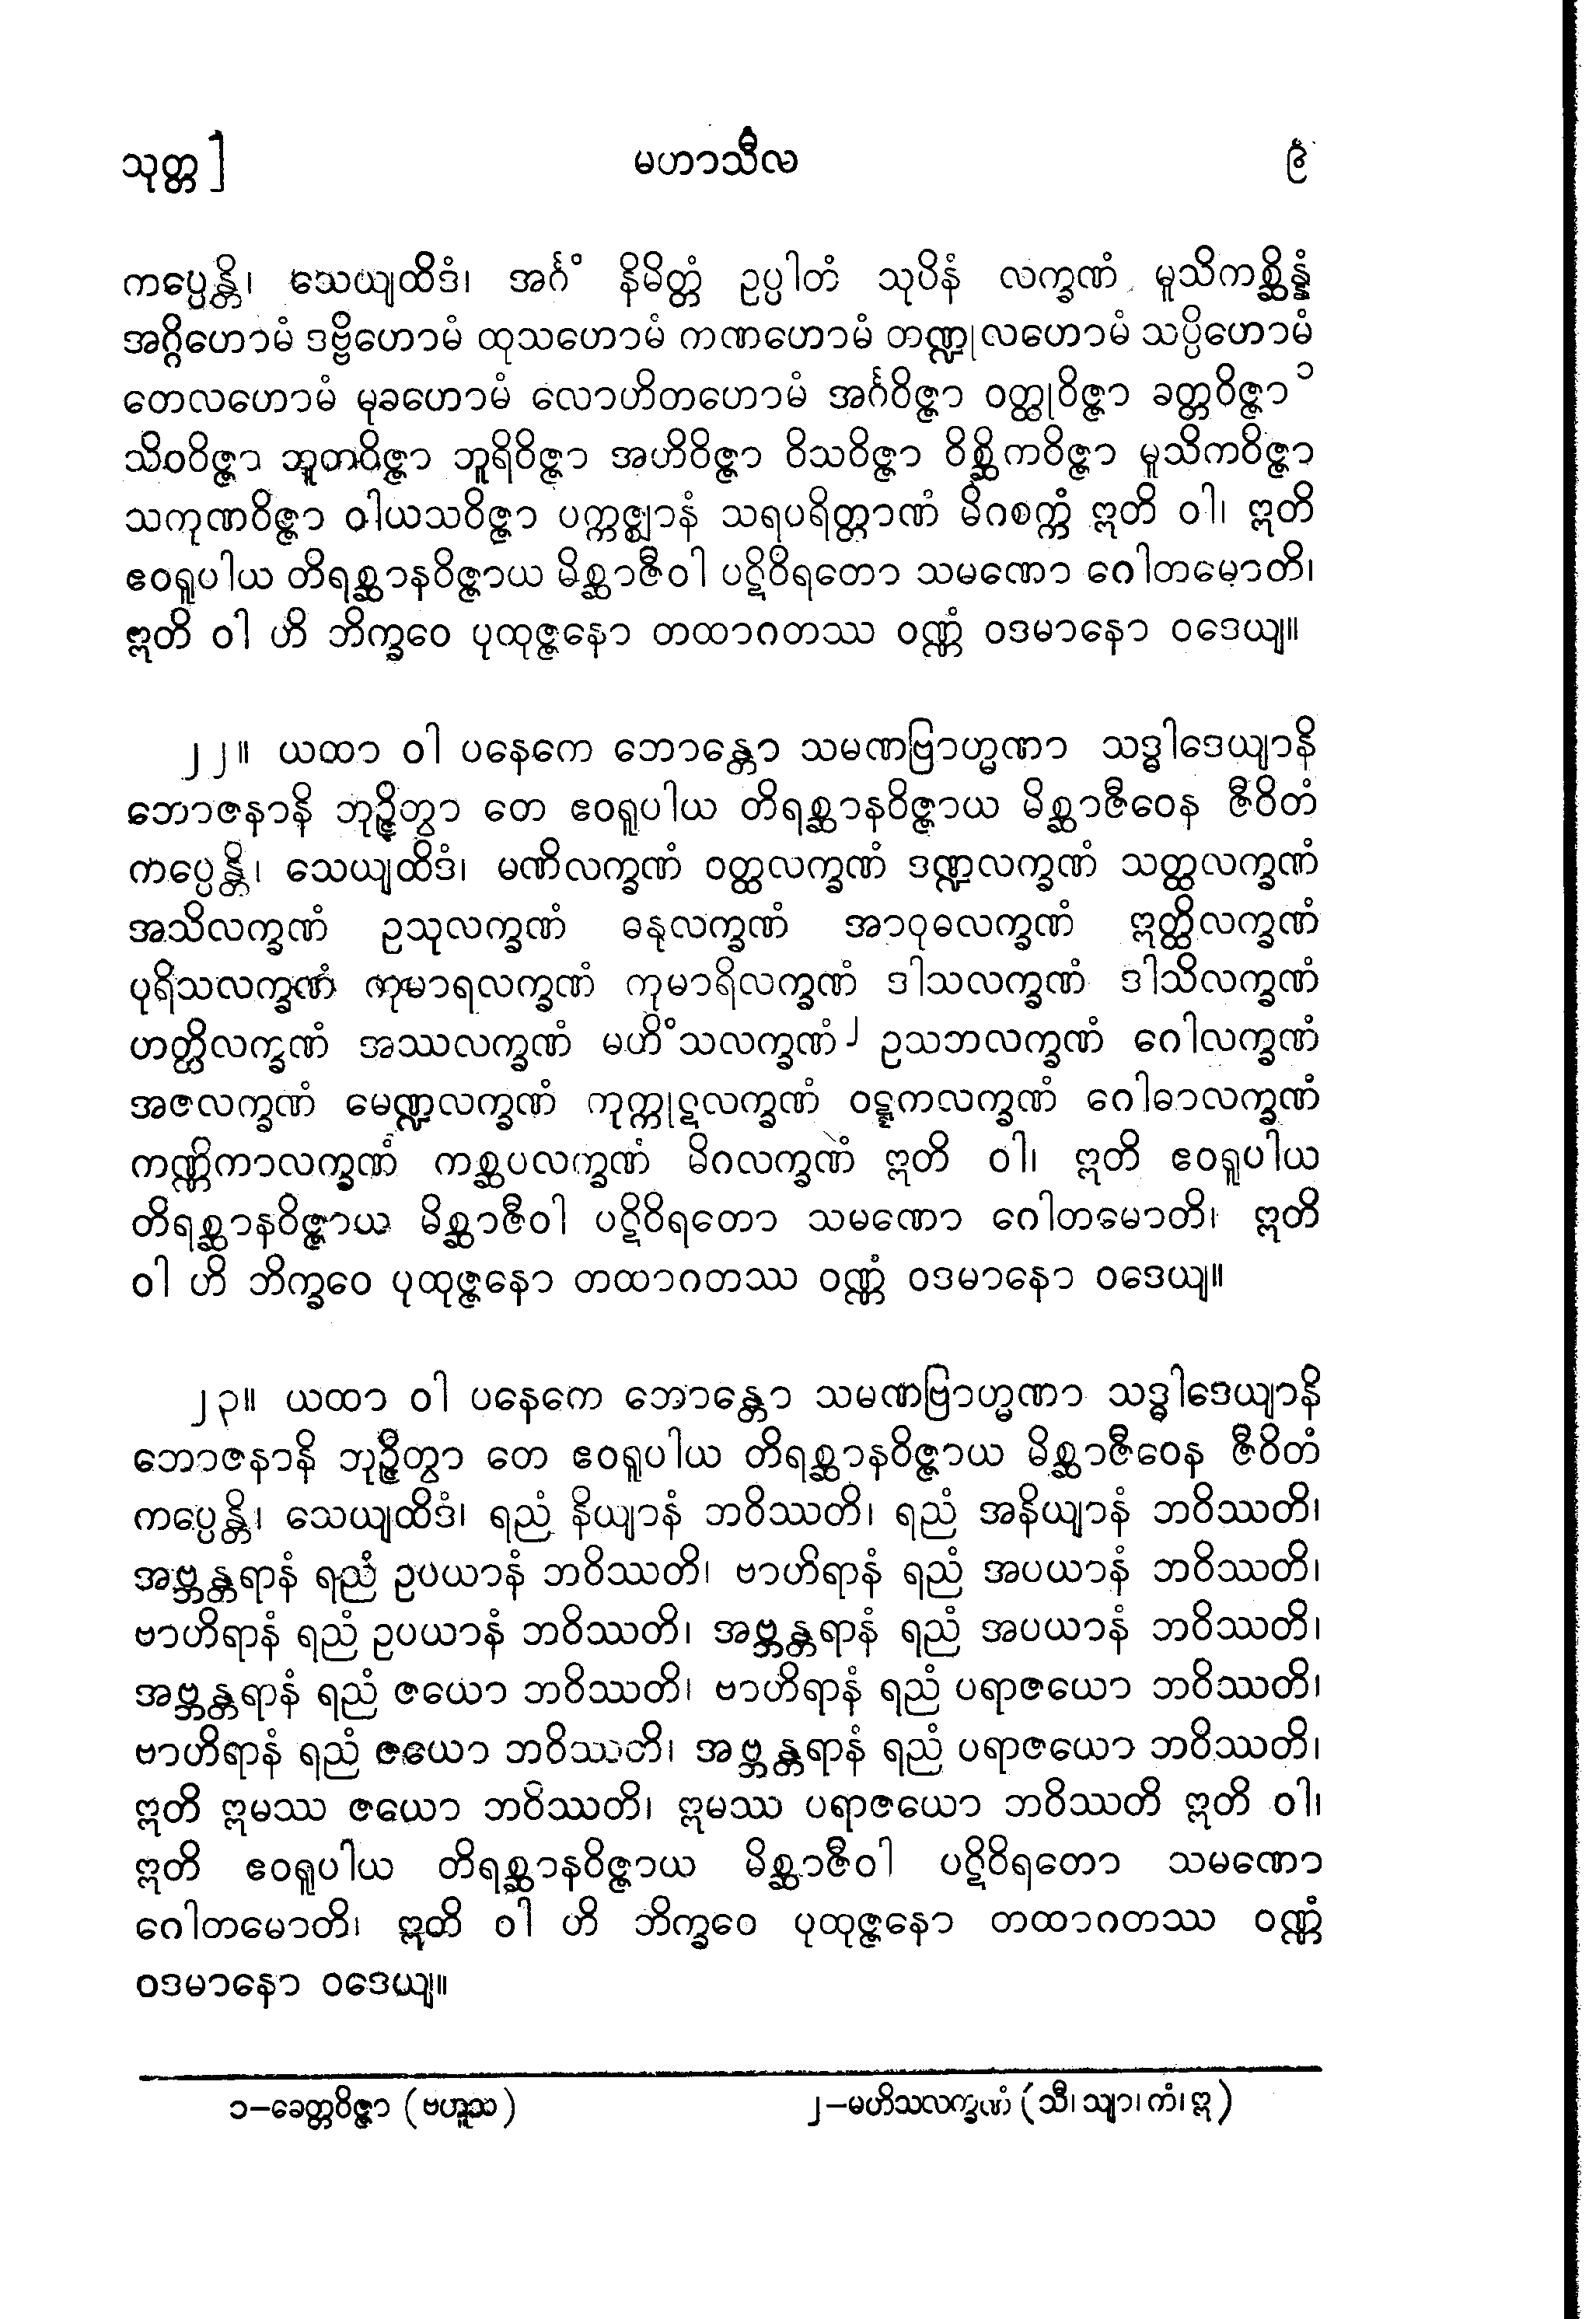 သုတ္တ ]
မဟာသီလ
၉
ကပ္ပေန္တိ၊ သေယျထိဒံ၊ အင်္ဂံ နိမိတ္တံ ဥပ္ပါတံ သုပိနံ လက္ခဏံ မူသိကစ္ဆိန္နံ
အဂ္ဂိဟောမံ ဒဗ္ဗိဟောမံ ထုသဟောမံ ကဏဟောမံ တဏ္ဍုလဟောမံ သပ္ပိဟောမံ
တေလဟောမံ မုခဟောမံ လောဟိတဟောမံ အင်္ဂဝိဇ္ဇာ ဝတ္ထုဝိဇ္ဇာ ခတ္တဝိဇ္ဇာ ၁
သိဝဝိဇ္ဇာ ဘူတဝိဇ္ဇာ ဘူရိဝိဇ္ဇာ အဟိဝိဇ္ဇာ ဝိသဝိဇ္ဇာ ဝိစ္ဆိကဝိဇ္ဇာ မူသိကဝိဇ္ဇာ
သကုဏဝိဇ္ဇာ ဝါယသဝိဇ္ဇာ ပက္ကဇ္ဈာနံ သရပရိတ္တာဏံ မိဂစက္ကံ ဣတိ ဝါ၊ ဣတိ
ဧဝရူပါယ တိရစ္ဆာနဝိဇ္ဇာယ မိစ္ဆာဇီဝါ ပဋိဝိရတော သမဏော ဂေါတမောတိ၊
ဣတိ ဝါ ဟိ ဘိက္ခဝေ ပုထုဇ္ဇနော တထာဂတဿ ဝဏ္ဏံ ဝဒမာနော ဝဒေယျ။
၂၂။ ယထာ ဝါ ပနေကေ ဘောန္တော သမဏဗြာဟ္မဏာ သဒ္ဓါဒေယျာနိ
ဘောဇနာနိ ဘုဉ္ဇိတွာ တေ ဧဝရူပါယ တိရစ္ဆာနဝိဇ္ဇာယ မိစ္ဆာဇီဝေန ဇီဝိတံ
ကပ္ပေန္တိ၊ သေယျထိဒံ၊ မဏိလက္ခဏံ ဝတ္ထလက္ခဏံ ဒဏ္ဍလက္ခဏံ သတ္ထလက္ခဏံ
အသိလက္ခဏံ ဥသုလက္ခဏံ ဓနုလက္ခဏံ အာဝုဓလက္ခဏံ ဣတ္ထိလက္ခဏံ
ပုရိသလက္ခဏံ ကုမာရလက္ခဏံ ကုမာရိလက္ခဏံ ဒါသလက္ခဏံ ဒါသိလက္ခဏံ
ဟတ္ထိလက္ခဏံ အဿလက္ခဏံ မဟိံသလက္ခဏံ ၂ ဥသဘလက္ခဏံ ဂေါလက္ခဏံ
အဇလက္ခဏံ မေဏ္ဍလက္ခဏံ ကုက္ကုဋလက္ခဏံ ဝဋ္ဋကလက္ခဏံ ဂေါဓာလက္ခဏံ
ကဏ္ဏိကာလက္ခဏံ ကစ္ဆပလက္ခဏံ မိဂလက္ခဏံ ဣတိ ဝါ၊ ဣတိ ဧဝရူပါယ
တိရစ္ဆာနဝိဇ္ဇာယ မိစ္ဆာဇီဝါ ပဋိဝိရတော သမဏော ဂေါတမောတိ၊ ဣတိ
ဝါ ဟိ ဘိက္ခဝေ ပုထုဇ္ဇနော တထာဂတဿ ဝဏ္ဏံ ဝဒမာနော ဝဒေယျ။
၂၃။ ယထာ ဝါ ပနေကေ ဘောန္တော သမဏဗြာဟ္မဏာ သဒ္ဓါဒေယျာနိ
ဘောဇနာနိ ဘုဉ္ဇိတွာ တေ ဧဝရူပါယ တိရစ္ဆာနဝိဇ္ဇာယ မိစ္ဆာဇီဝေန ဇီဝိတံ
ကပ္ပေန္တိ၊ သေယျထိဒံ၊ ရညံ နိယျာနံ ဘဝိဿတိ၊ ရညံ အနိယျာနံ ဘဝိဿတိ၊
အဗ္ဘန္တရာနံ ရညံ ဥပယာနံ ဘဝိဿတိ၊ ဗာဟိရာနံ ရညံ အပယာနံ ဘဝိဿတိ၊
ဗာဟိရာနံ ရညံ ဥပယာနံ ဘဝိဿတိ၊ အဗ္ဘန္တရာနံ ရညံ အပယာနံ ဘဝိဿတိ၊
အဗ္ဘန္တရာနံ ရညံ ဇယော ဘဝိဿတိ၊ ဗာဟိရာနံ ရညံ ပရာဇယော ဘဝိဿတိ၊
ဗာဟိရာနံ ရညံ ဇယော ဘဝိဿတိ၊ အဗ္ဘန္တရာနံ ရညံ ပရာဇယော ဘဝိဿတိ၊
ဣတိ ဣမဿ ဇယော ဘဝိဿတိ၊ ဣမဿ ပရာဇယော ဘဝိဿတိ ဣတိ ဝါ၊
ဣတိ ဧဝရူပါယ တိရစ္ဆာနဝိဇ္ဇာယ မိစ္ဆာဇီဝါ ပဋိဝိရတော သမဏော
ဂေါတမောတိ၊ ဣတိ ဝါ ဟိ ဘိက္ခဝေ ပုထုဇ္ဇနော တထာဂတဿ ဝဏ္ဏံ
ဝဒမာနော ဝဒေယျ။
၁–ခေတ္တဝိဇ္ဇာ (ဗဟူသု)
၂–မဟိသလက္ခဏံ (သီ၊ သျာ၊ ကံ၊ ဣ)